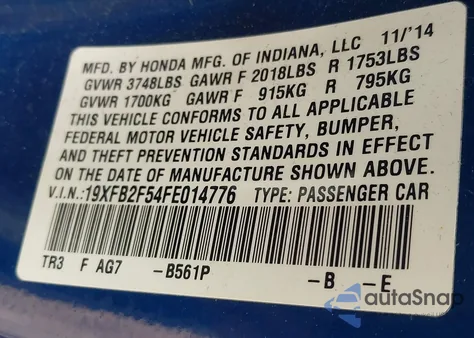 MFD. BY HONDA MFG. OF INDIANA, LLC 11/'14
GVWR 3748LBS GAWR F 2018LBS R 1753LBS
GVWR 1700KG GAWR F 915KG R 795KG
THIS VEHICLE CONFORMS TO ALL APPLICABLE
FEDERAL MOTOR VEHICLE SAFETY, BUMPER,
AND THEFT PREVENTION STANDARDS IN EFFECT
ON THE DATE OF MANUFACTURE SHOWN ABOVE.
V.I.N.:19XFB2F54FE014776 TYPE: PASSENGER CAR
TR3 F AG7 -B561P -B -E
autaSnap